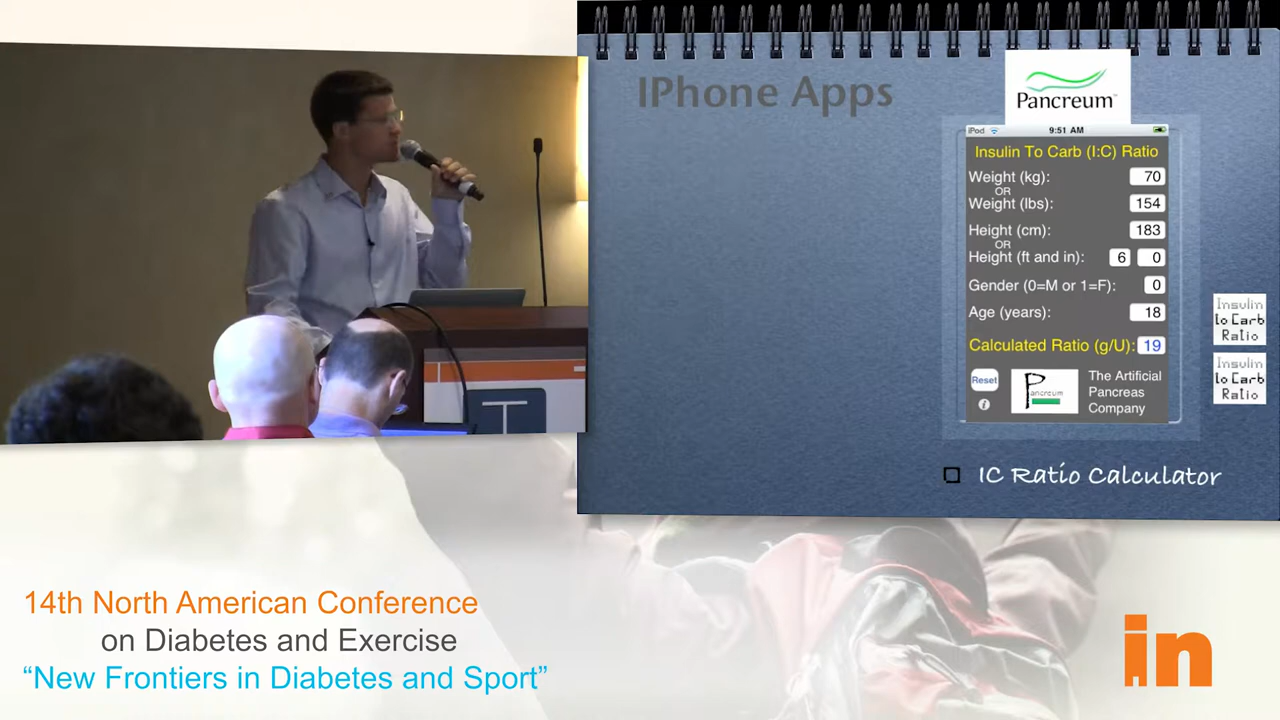 IPhone Apps
Pancreum™
iPod 9:51 AM
Insulin To Carb (I:C) Ratio
Weight (kg): 70
OR
Weight (lbs): 154
Height (cm): 183
OR
Height (ft and in): 6 0
Gender (0=M or 1=F): 0
Age (years): 18
Calculated Ratio (g/U): 19
Reset
i
Pancreum
The Artificial
Pancreas
Company
Insulin
to Carb
Ratio
Insulin
to Carb
Ratio
IC Ratio Calculator
14th North American Conference
on Diabetes and Exercise
“New Frontiers in Diabetes and Sport”
in